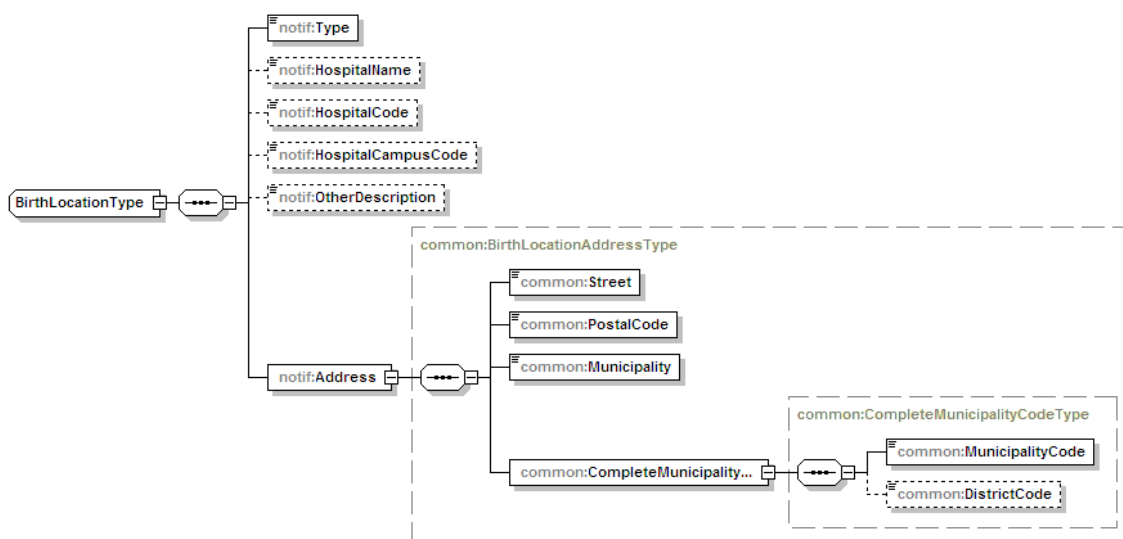 notif:Type
notif:HospitalName
notif:HospitalCode
notif:HospitalCampusCode
BirthLocationType
notif:OtherDescription
common:BirthLocationAddressType
common:Street
common:PostalCode
common:Municipality
notif:Address
common:CompleteMunicipalityCodeType
common:MunicipalityCode
common:CompleteMunicipality...
common:DistrictCode